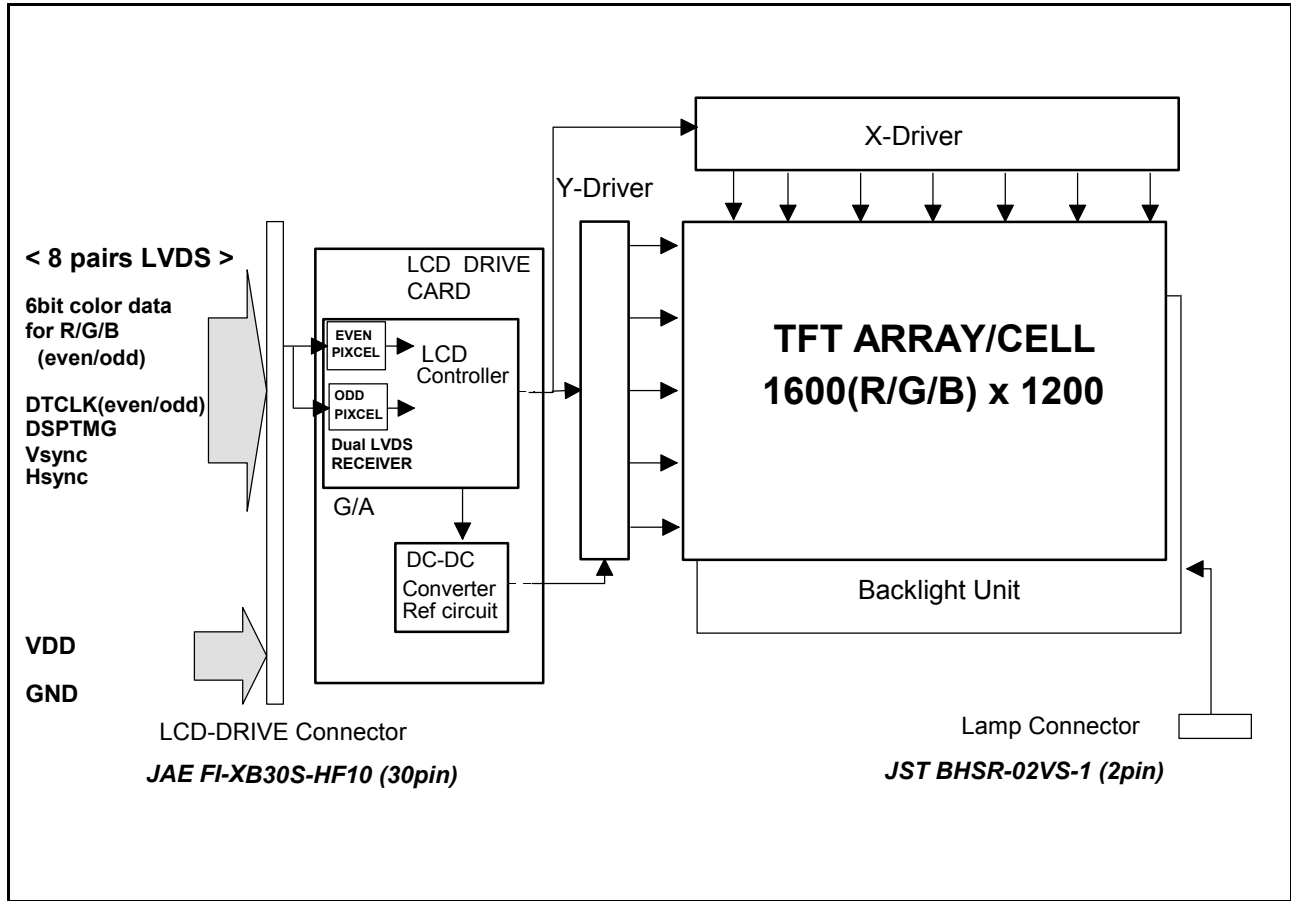 X-Driver
Y-Driver
< 8 pairs LVDS >
6bit color data
for R/G/B
(even/odd)
DTCLK(even/odd)
DSPTMG
Vsync
Hsync
VDD
GND
LCD DRIVE
CARD
EVEN
PIXCEL
LCD
Controller
ODD
PIXCEL
Dual LVDS
RECEIVER
G/A
DC-DC
Converter
Ref circuit
TFT ARRAY/CELL
1600(R/G/B) x 1200
Backlight Unit
LCD-DRIVE Connector
JAE FI-XB30S-HF10 (30pin)
Lamp Connector
JST BHSR-02VS-1 (2pin)